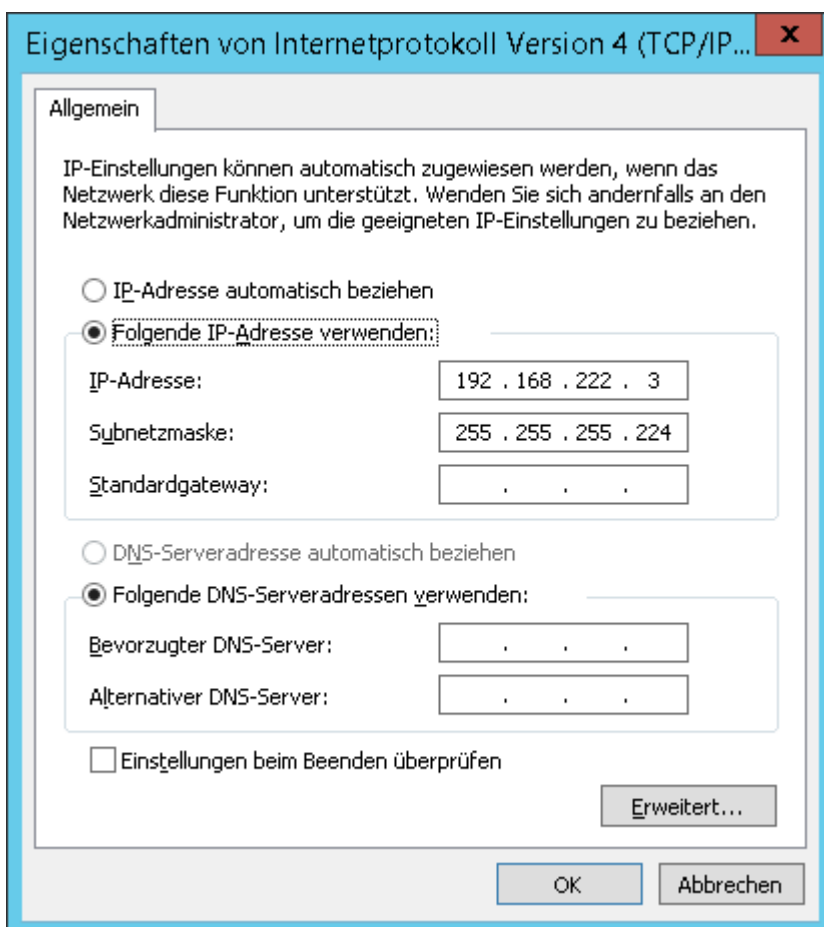 Eigenschaften von Internetprotokoll Version 4 (TCP/IP...
x
Allgemein
IP-Einstellungen können automatisch zugewiesen werden, wenn das
Netzwerk diese Funktion unterstützt. Wenden Sie sich andernfalls an den
Netzwerkadministrator, um die geeigneten IP-Einstellungen zu beziehen.
IP-Adresse automatisch beziehen
Folgende IP-Adresse verwenden:
IP-Adresse: 192 . 168 . 222 . 3
Subnetzmaske: 255 . 255 . 255 . 224
Standardgateway: . . .
DNS-Serveradresse automatisch beziehen
Folgende DNS-Serveradressen verwenden:
Bevorzugter DNS-Server: . . .
Alternativer DNS-Server: . . .
Einstellungen beim Beenden überprüfen
Erweitert...
OK Abbrechen